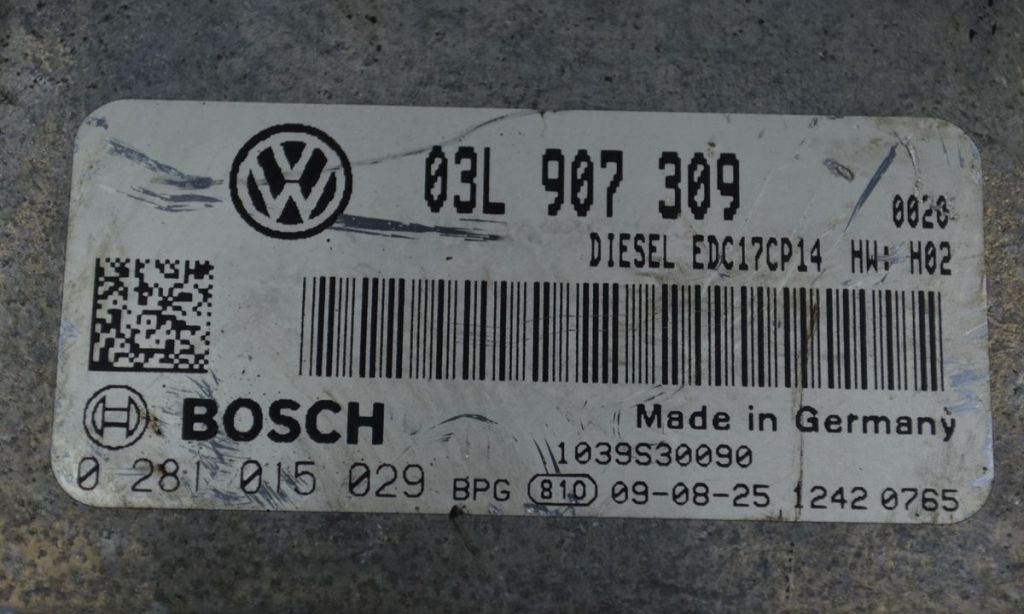 03L 907 309
0020
DIESEL EDC17CP14 HW: H02
BOSCH
Made in Germany
1039S30090
0 281 015 029 BPG 810 09-08-25 1242 0765